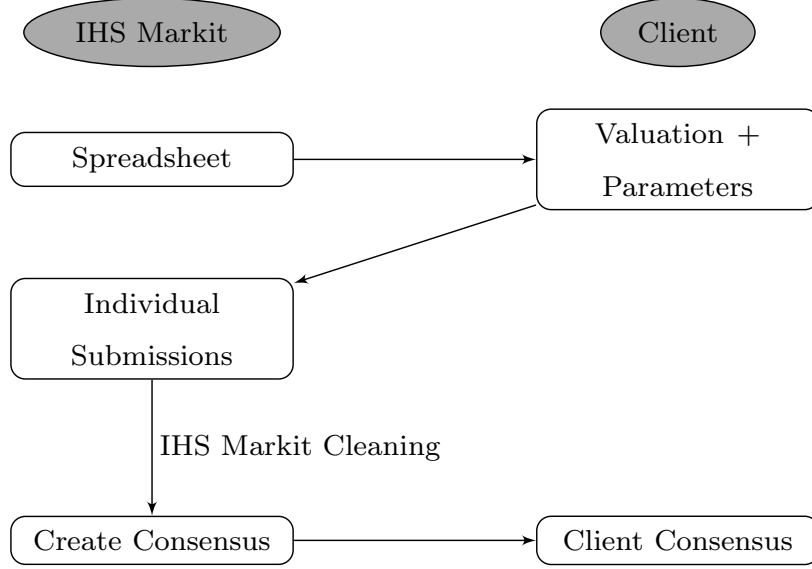 IHS Markit
Client
Spreadsheet
Valuation +
Parameters
Individual
Submissions
IHS Markit Cleaning
Create Consensus
Client Consensus